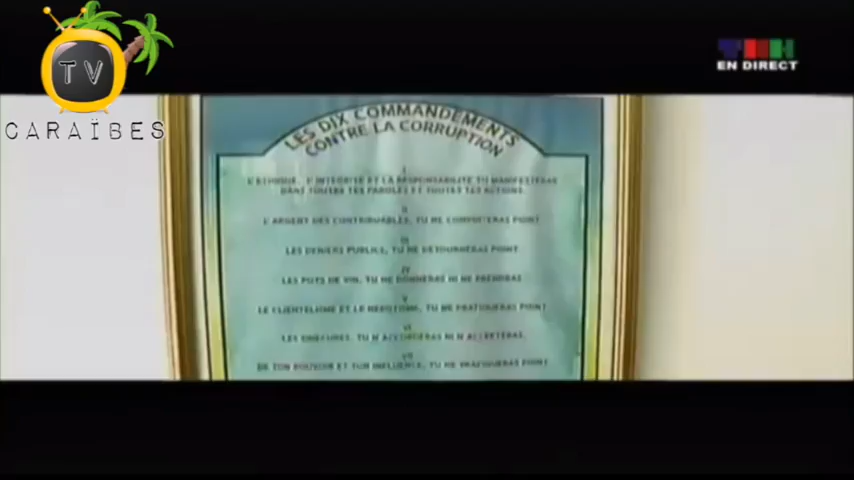 TV
CARAÏBES
EN DIRECT
LES DIX COMMANDEMENTS
CONTRE LA CORRUPTION
I
L'ETHIQUE, L'INTEGRITE ET LA RESPONSABILITE TU MANIFESTERAS
DANS TOUTES TES PAROLES ET TOUTES TES ACTIONS.
II
L'ARGENT DES CONTRIBUABLES, TU NE POINT
III
LES DENIERS PUBLICS, TU NE DETOURNERAS POINT.
IV
LES POTS DE VIN, TU NE DONNERAS NI NE PRENDRAS.
V
LE CLIENTELISME ET LE NEPOTISME, TU NE PRATIQUERAS POINT
VI
LES TU N'ACCORDERAS NI N'ACCEPTERAS.
VII
DE TON POUVOIR ET TON INFLUENCE, TU NE TRAFIQUERAS POINT